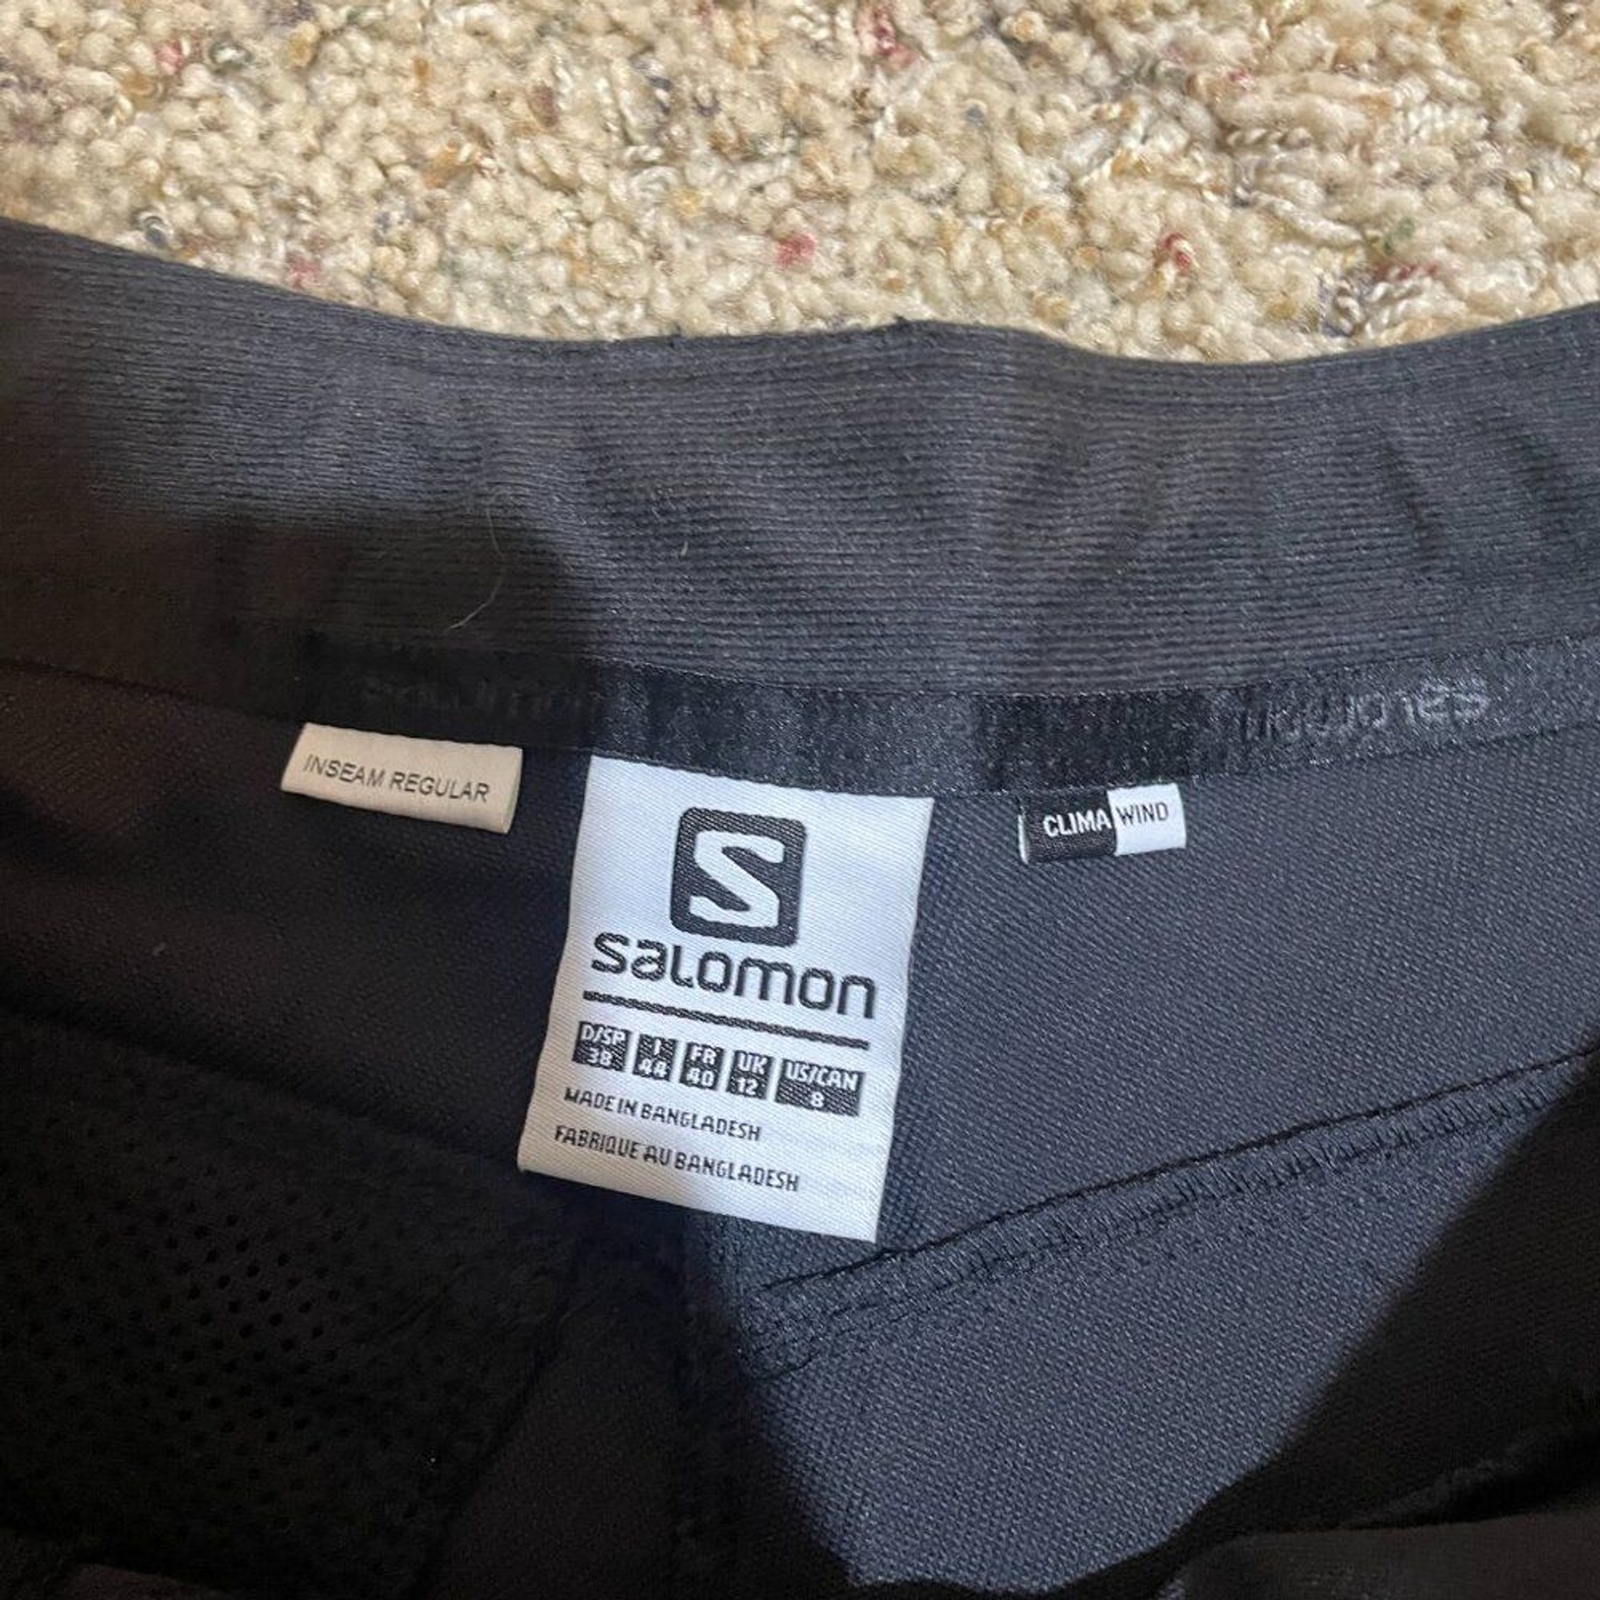 salomon
INSEAM REGULAR
S
salomon
D/SP I FR UK US/CAN
38 44 40 12 8
MADE IN BANGLADESH
FABRIQUE AU BANGLADESH
CLIMA WIND